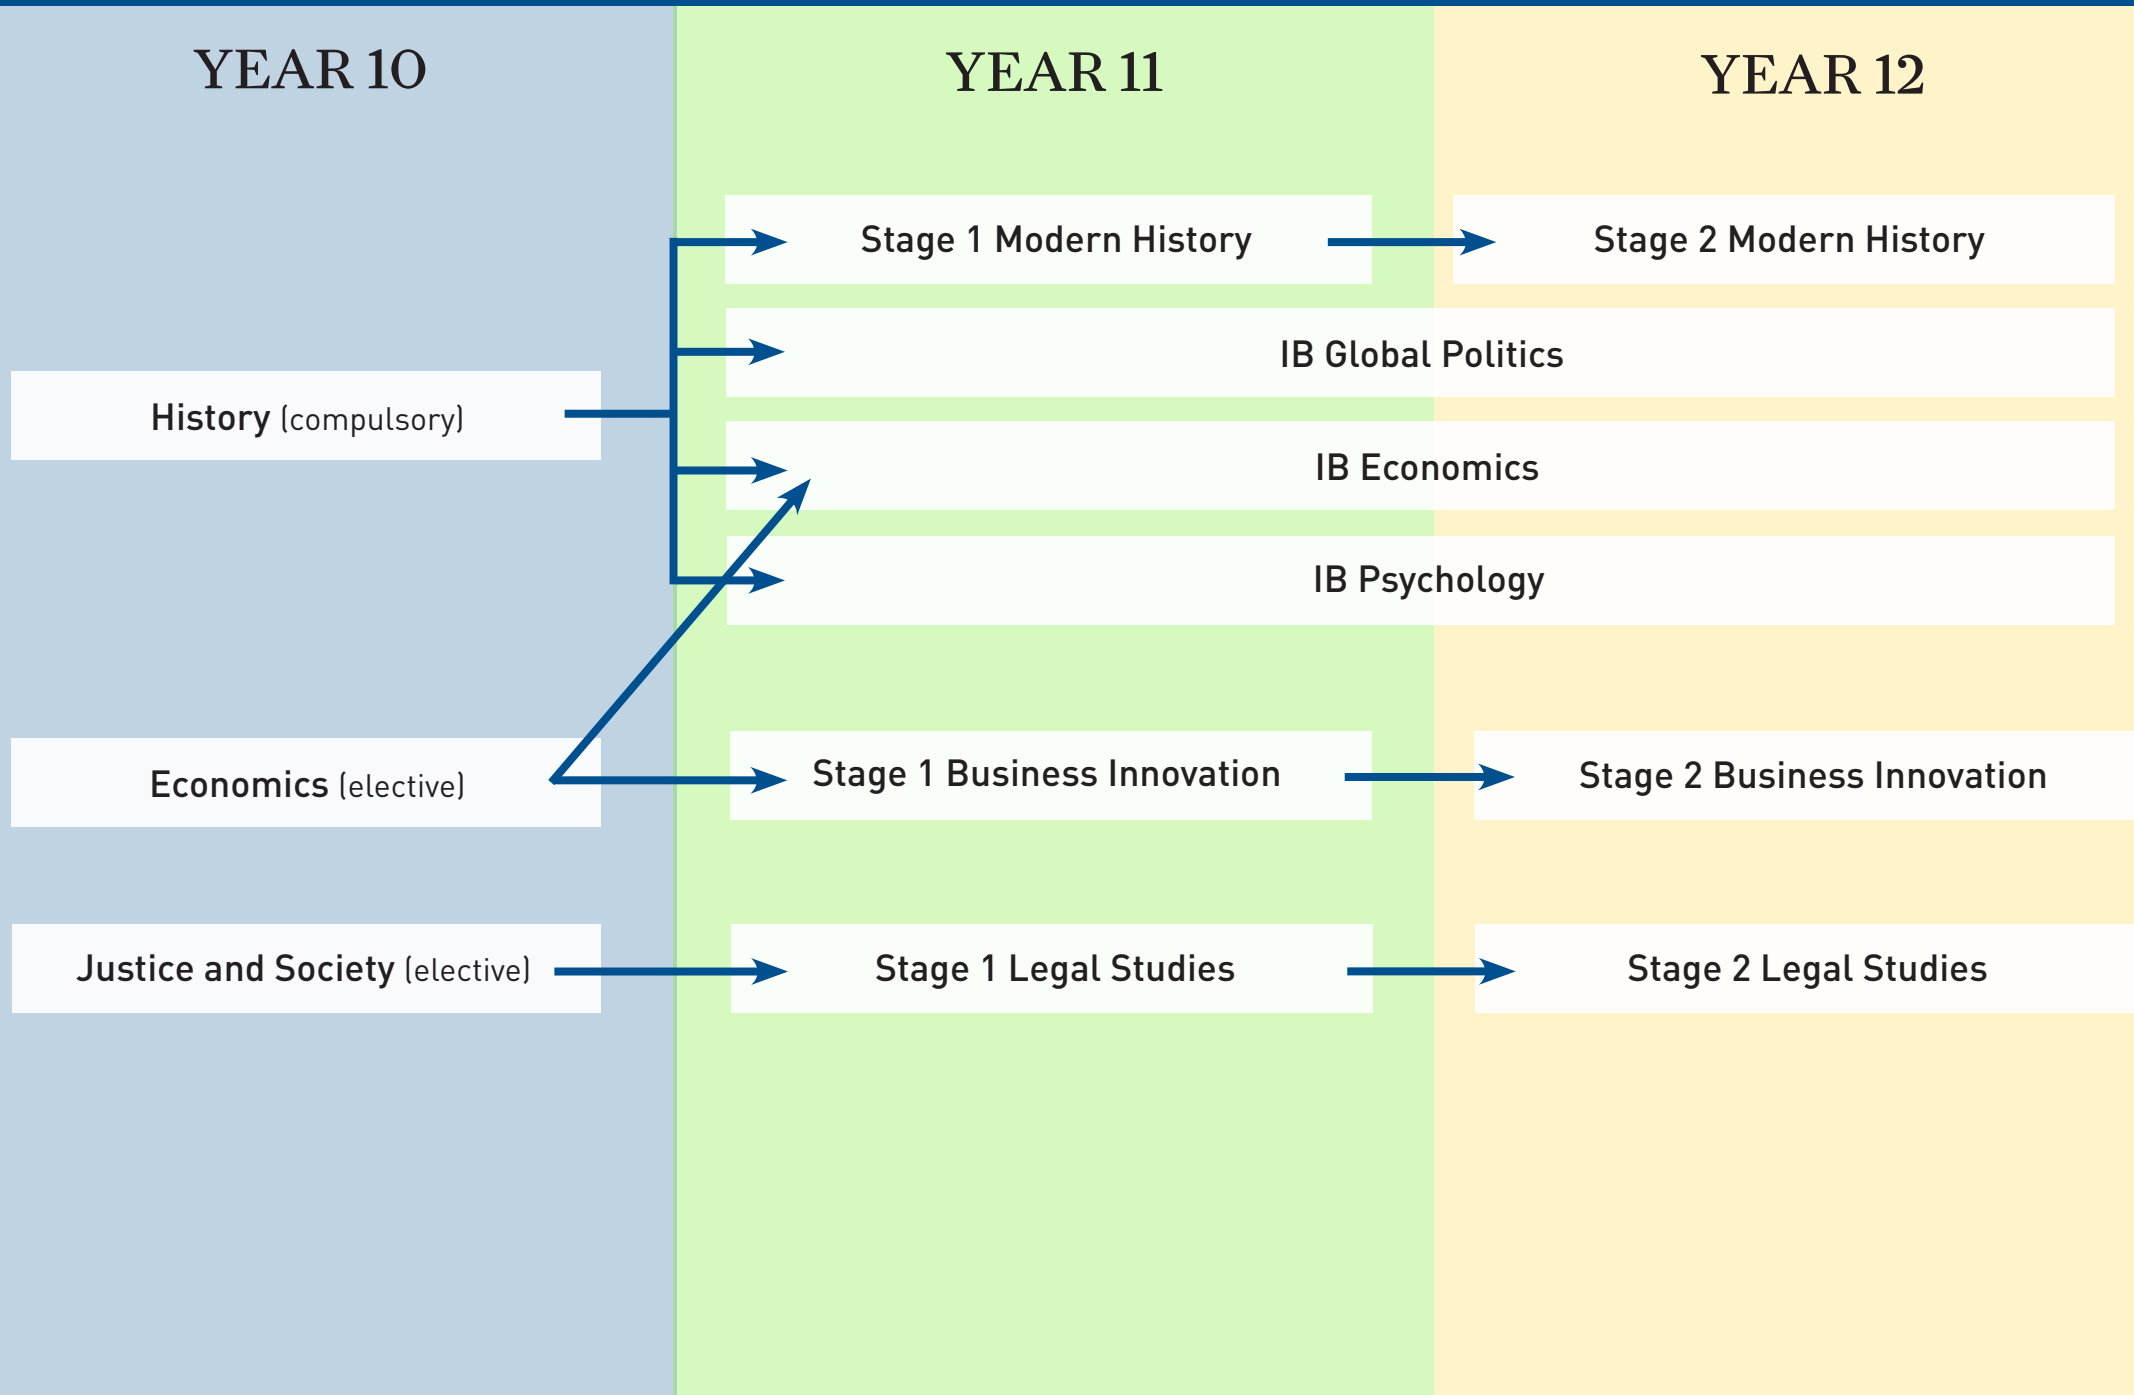 YEAR 10
YEAR 11
YEAR 12
Stage 1 Modern History
Stage 2 Modern History
IB Global Politics
History (compulsory)
IB Economics
IB Psychology
Economics (elective)
Stage 1 Business Innovation
Stage 2 Business Innovation
Justice and Society (elective)
Stage 1 Legal Studies
Stage 2 Legal Studies